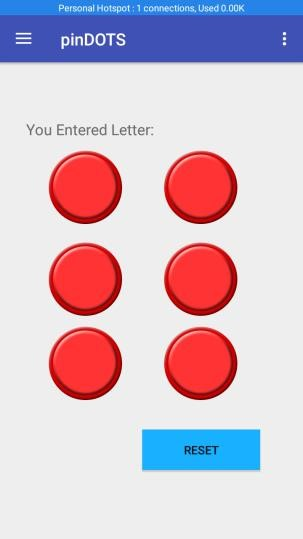 Personal Hotspot : 1 connections, Used 0.00K
pinDOTS
You Entered Letter:
RESET